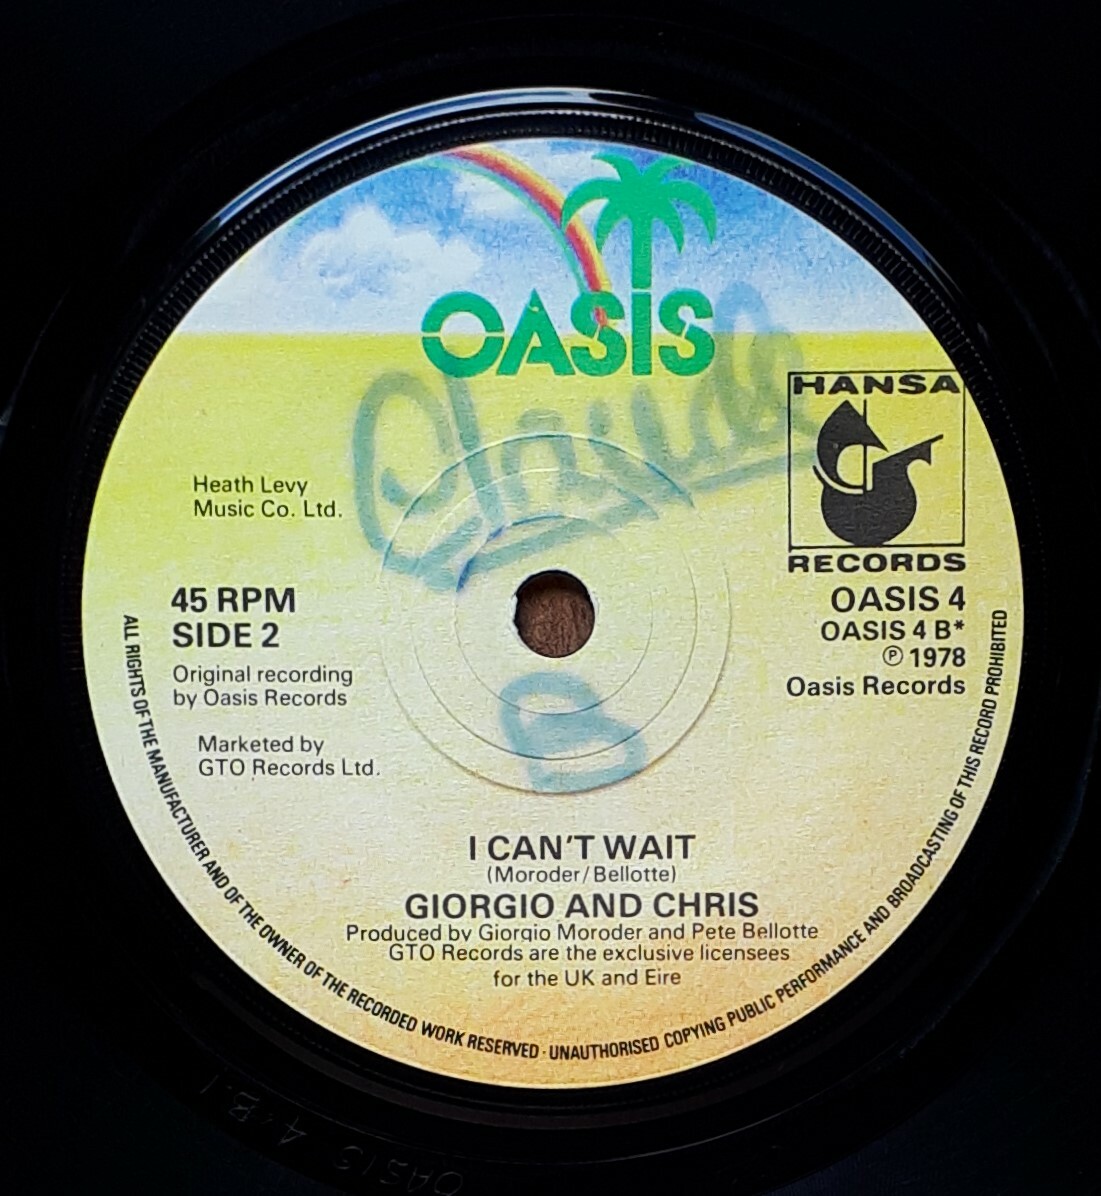 OASIS
Claude
HANSA
RECORDS
Heath Levy
Music Co. Ltd.
45 RPM
SIDE 2
Original recording
by Oasis Records
Marketed by
GTO Records Ltd.
OASIS 4
OASIS 4 B*
℗ 1978
Oasis Records
B
I CAN'T WAIT
(Moroder/Bellotte)
GIORGIO AND CHRIS
Produced by Giorgio Moroder and Pete Bellotte
GTO Records are the exclusive licensees
for the UK and Eire
ALL RIGHTS OF THE MANUFACTURER AND OF THE OWNER OF THE RECORDED WORK RESERVED · UNAUTHORISED COPYING PUBLIC PERFORMANCE AND BROADCASTING OF THIS RECORD PROHIBITED
OASIS 4·B·1